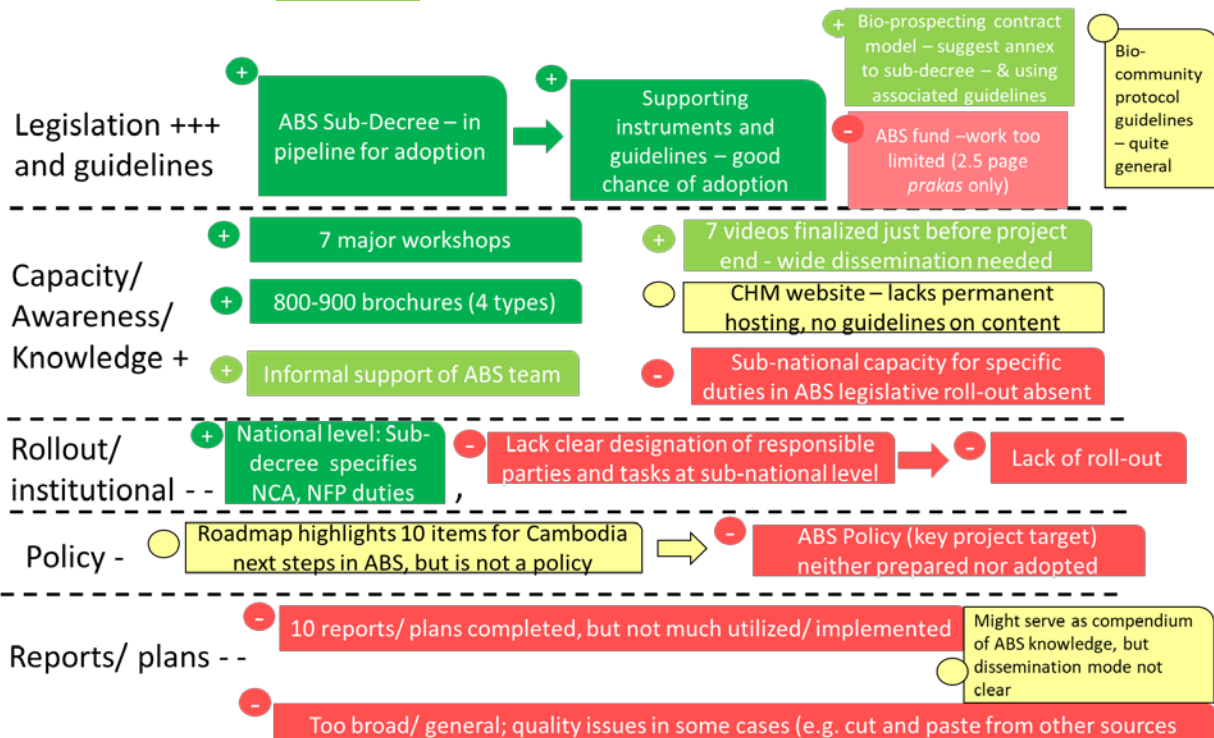 Legislation +++
and guidelines
+
ABS Sub-Decree – in
pipeline for adoption
+
Supporting
instruments and
guidelines – good
chance of adoption
+
Bio-prospecting contract
model – suggest annex
to sub-decree – & using
associated guidelines
-
ABS fund –work too
limited (2.5 page
prakas only)
Bio-
community
protocol
guidelines
– quite
general
Capacity/
Awareness/
Knowledge +
+
7 major workshops
+
800-900 brochures (4 types)
+
Informal support of ABS team
+
7 videos finalized just before project
end - wide dissemination needed
CHM website – lacks permanent
hosting, no guidelines on content
-
Sub-national capacity for specific
duties in ABS legislative roll-out absent
Rollout/
institutional - -
+
National level: Sub-
decree specifies
NCA, NFP duties
,
-
Lack clear designation of responsible
parties and tasks at sub-national level
-
Lack of roll-out
Policy -
Roadmap highlights 10 items for Cambodia
next steps in ABS, but is not a policy
-
ABS Policy (key project target)
neither prepared nor adopted
Reports/ plans - -
-
10 reports/ plans completed, but not much utilized/ implemented
Might serve as compendium
of ABS knowledge, but
dissemination mode not
clear
-
Too broad/ general; quality issues in some cases (e.g. cut and paste from other sources